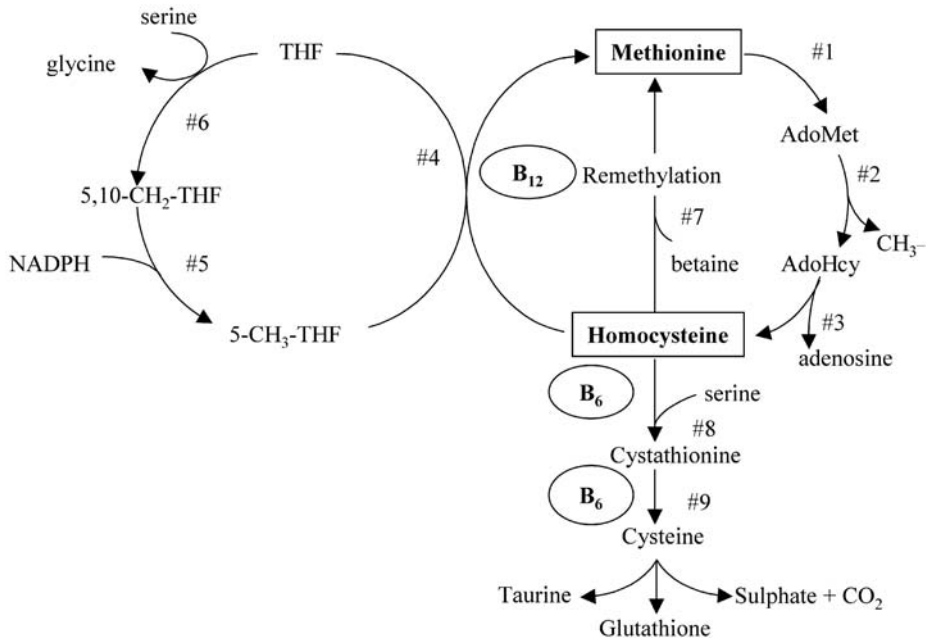 serine
glycine
THF
#6
5,10-CH₂-THF
NADPH
#5
5-CH₃-THF
#4
Methionine
#1
AdoMet
#2
CH₃–
AdoHcy
#3
adenosine
B₁₂
Remethylation
#7
betaine
Homocysteine
B₆
serine
#8
Cystathionine
B₆
#9
Cysteine
Taurine
Glutathione
Sulphate + CO₂